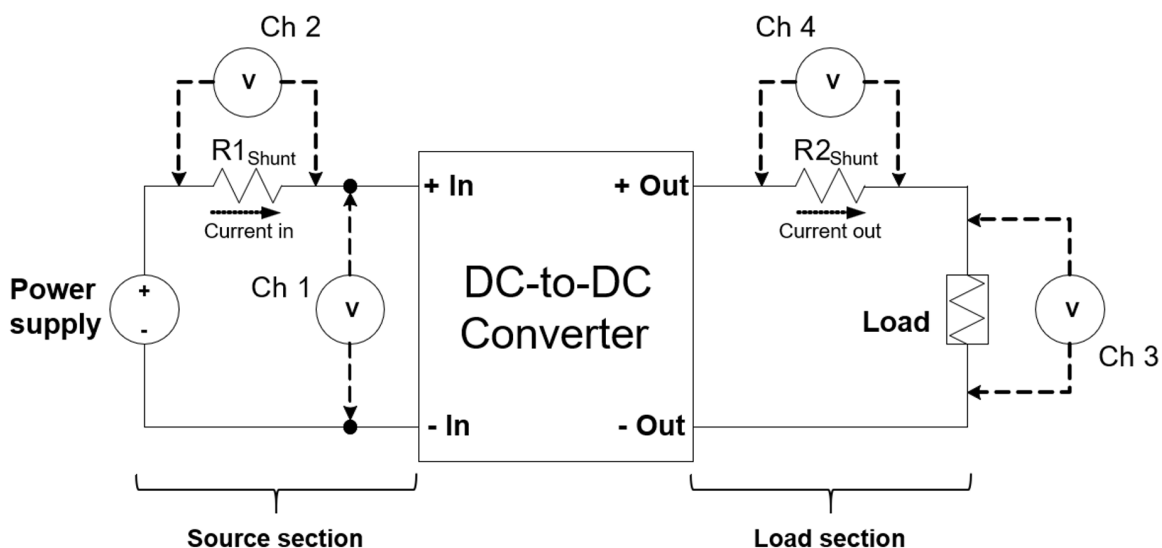 Ch 2
V
R1Shunt
Current in
Ch 1
V
Power
supply
+
-
+ In
- In
DC-to-DC
Converter
+ Out
- Out
Ch 4
V
R2Shunt
Current out
Load
V
Ch 3
Source section
Load section